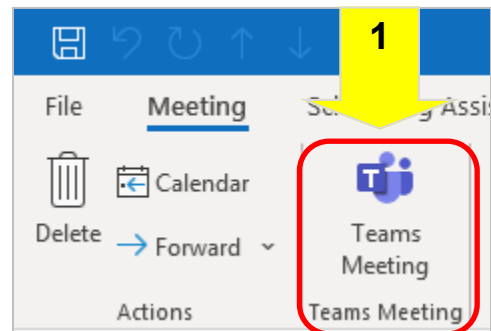 1
File Meeting
Delete Calendar
Forward
Teams
Meeting
Actions Teams Meeting